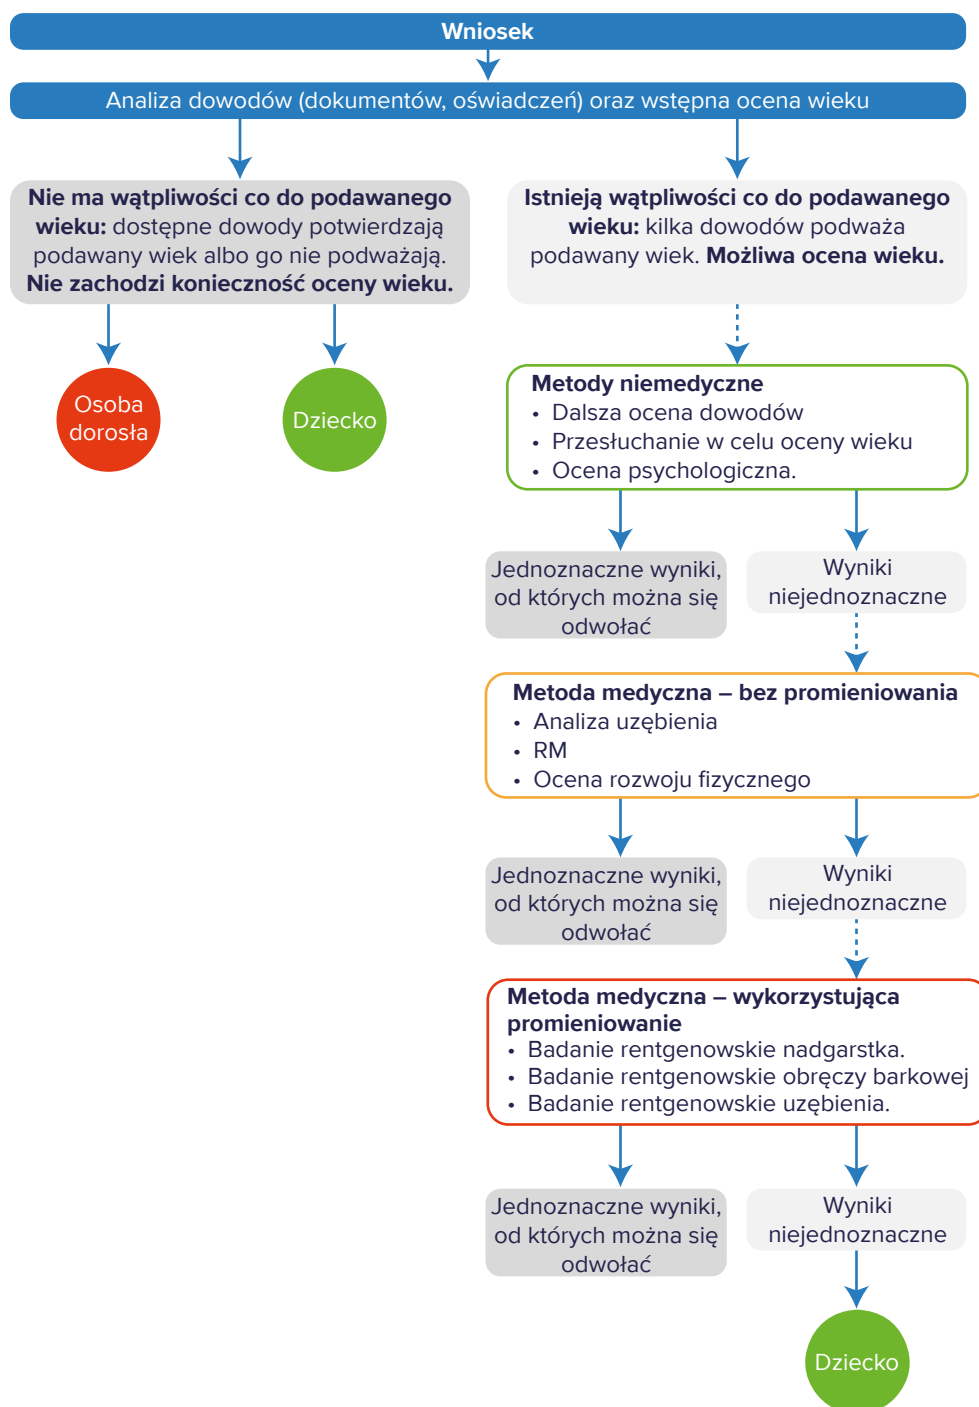 Wniosek
Analiza dowodów (dokumentów, oświadczeń) oraz wstępna ocena wieku
Nie ma wątpliwości co do podawanego
wieku: dostępne dowody potwierdzają
podawany wiek albo go nie podważają.
Nie zachodzi konieczność oceny wieku.
Istnieją wątpliwości co do podawanego
wieku: kilka dowodów podważa
podawany wiek. Możliwa ocena wieku.
Osoba
dorosła
Dziecko
Metody niemedyczne
• Dalsza ocena dowodów
• Przesłuchanie w celu oceny wieku
• Ocena psychologiczna.
Jednoznaczne wyniki,
od których można się
odwołać
Wyniki
niejednoznaczne
Metoda medyczna – bez promieniowania
• Analiza uzębienia
• RM
• Ocena rozwoju fizycznego
Jednoznaczne wyniki,
od których można się
odwołać
Wyniki
niejednoznaczne
Metoda medyczna – wykorzystująca
promieniowanie
• Badanie rentgenowskie nadgarstka.
• Badanie rentgenowskie obręczy barkowej
• Badanie rentgenowskie uzębienia.
Jednoznaczne wyniki,
od których można się
odwołać
Wyniki
niejednoznaczne
Dziecko